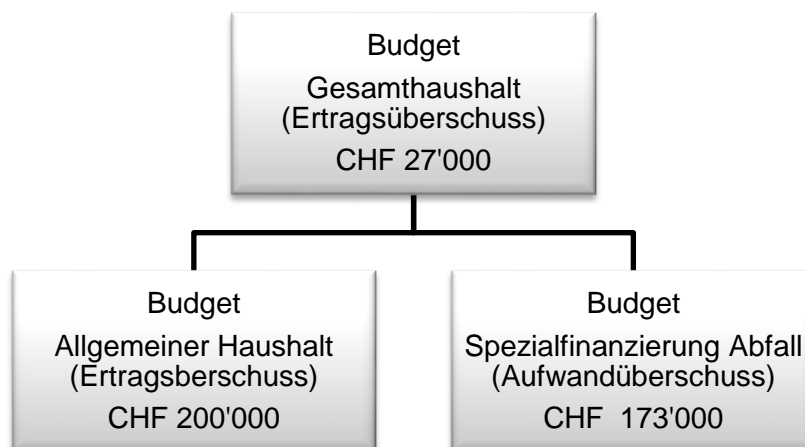 Budget
Gesamthaushalt
(Ertragsüberschuss)
CHF 27'000
Budget
Allgemeiner Haushalt
(Ertragsberschuss)
CHF 200'000
Budget
Spezialfinanzierung Abfall
(Aufwandüberschuss)
CHF  173'000